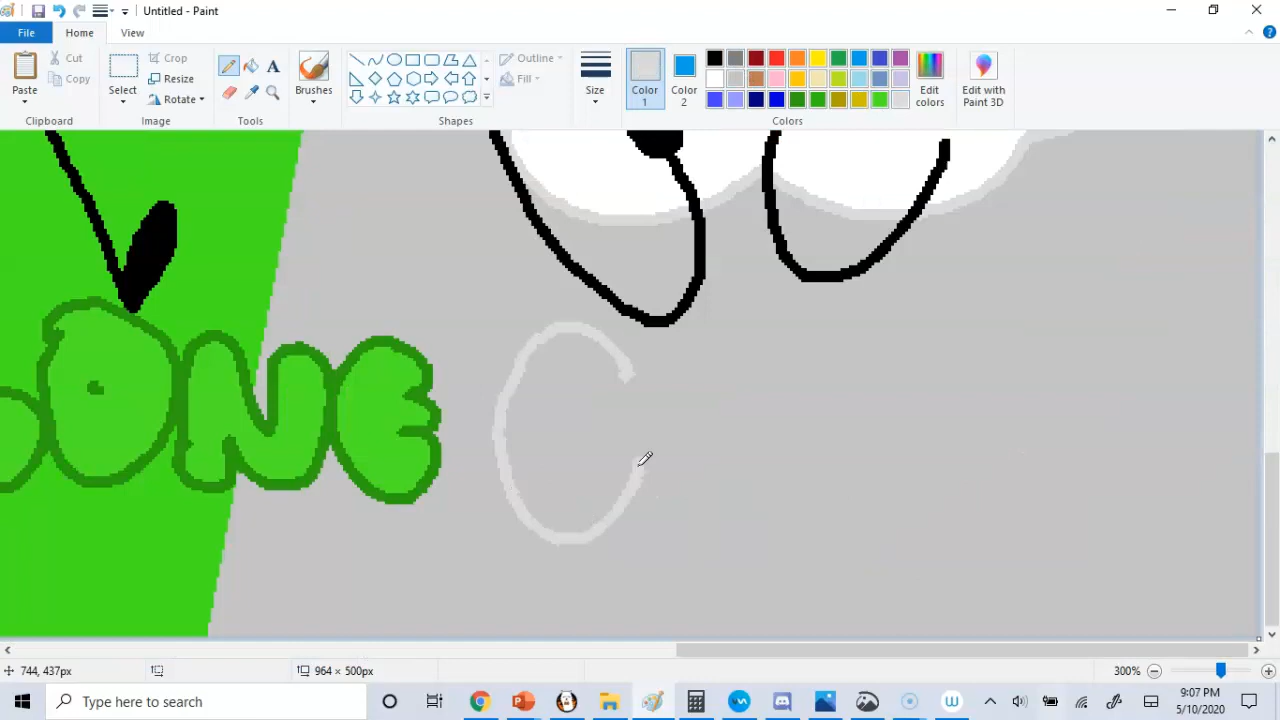 Untitled - Paint
File Home View
Paste
Cut
Copy
Clipboard
Select
Crop
Resize
Rotate
Image
Tools
Brushes
Shapes
Outline
Fill
Size
Color 1
Color 2
Edit colors
Edit with Paint 3D
Colors
ONE C
744, 437px
964 × 500px
300%
Type here to search
9:07 PM
5/10/2020